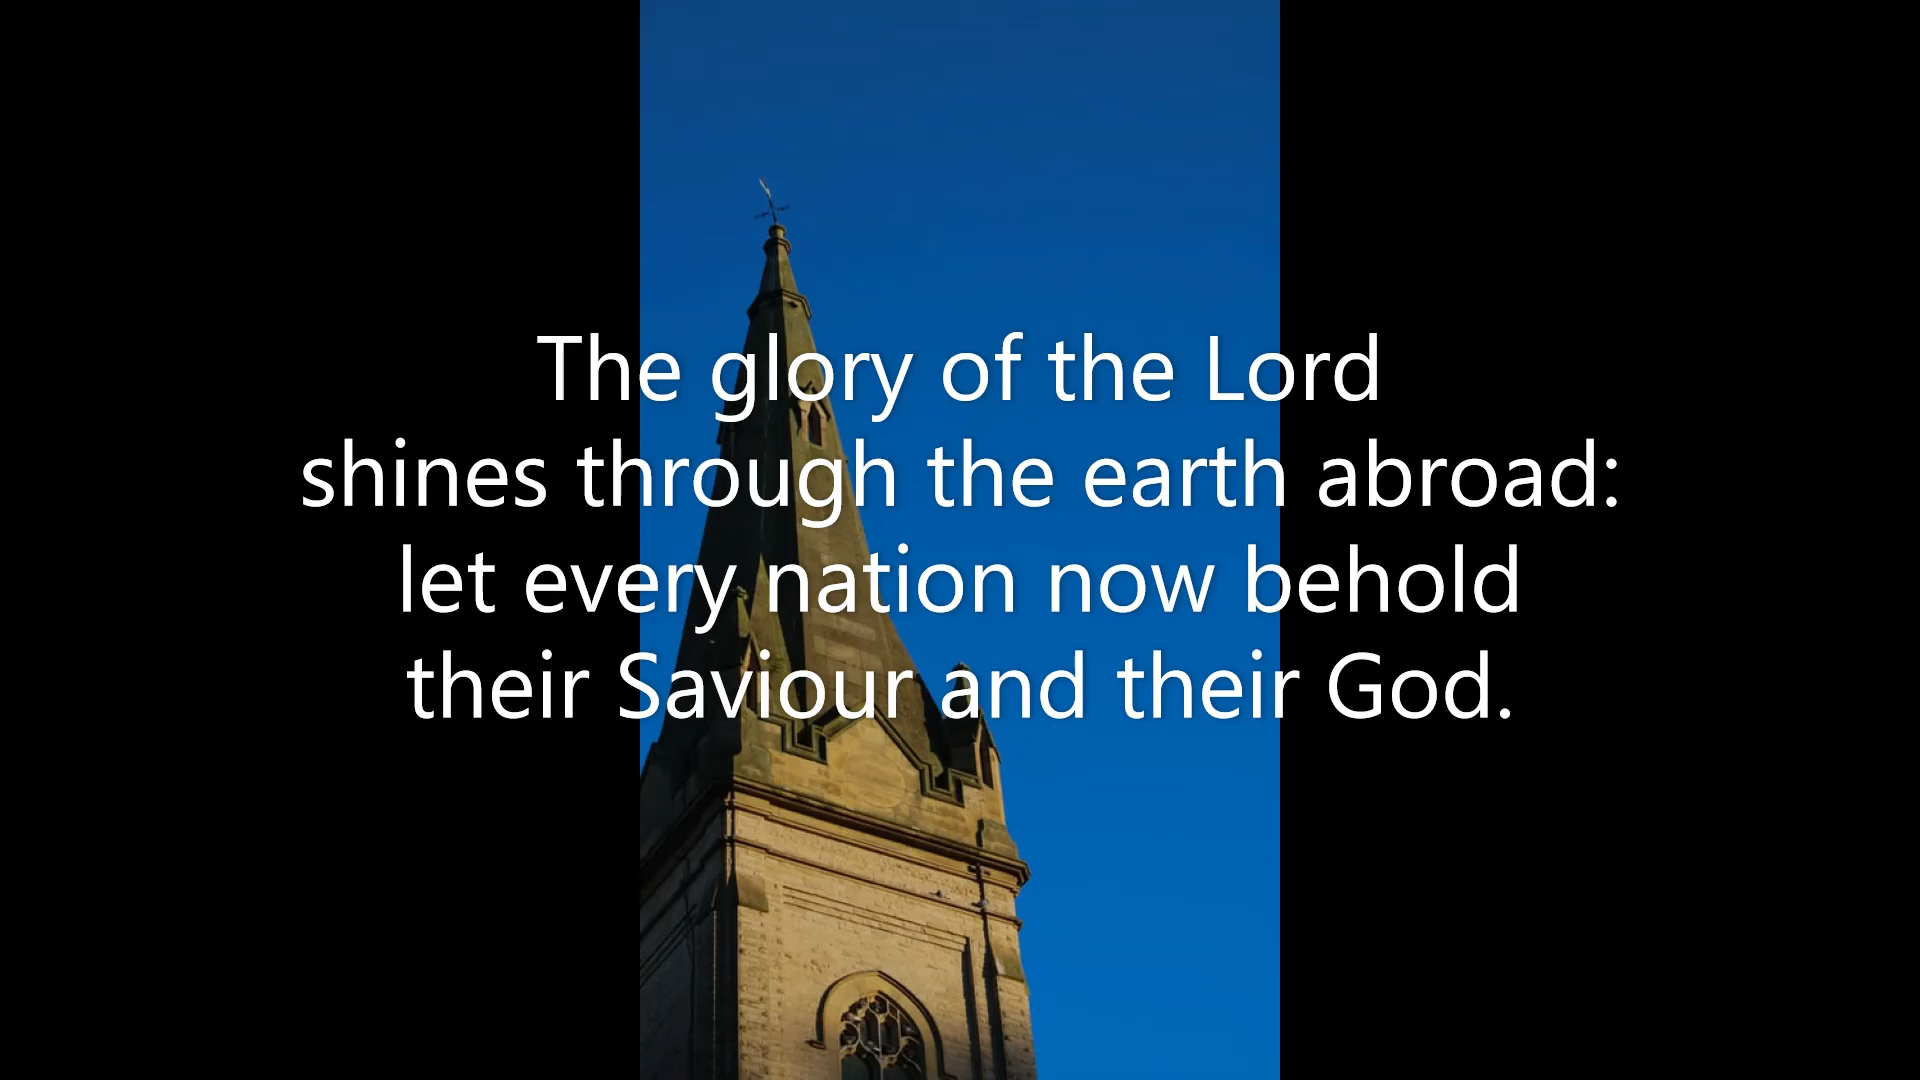 The glory of the Lord
shines through the earth abroad:
let every nation now behold
their Saviour and their God.